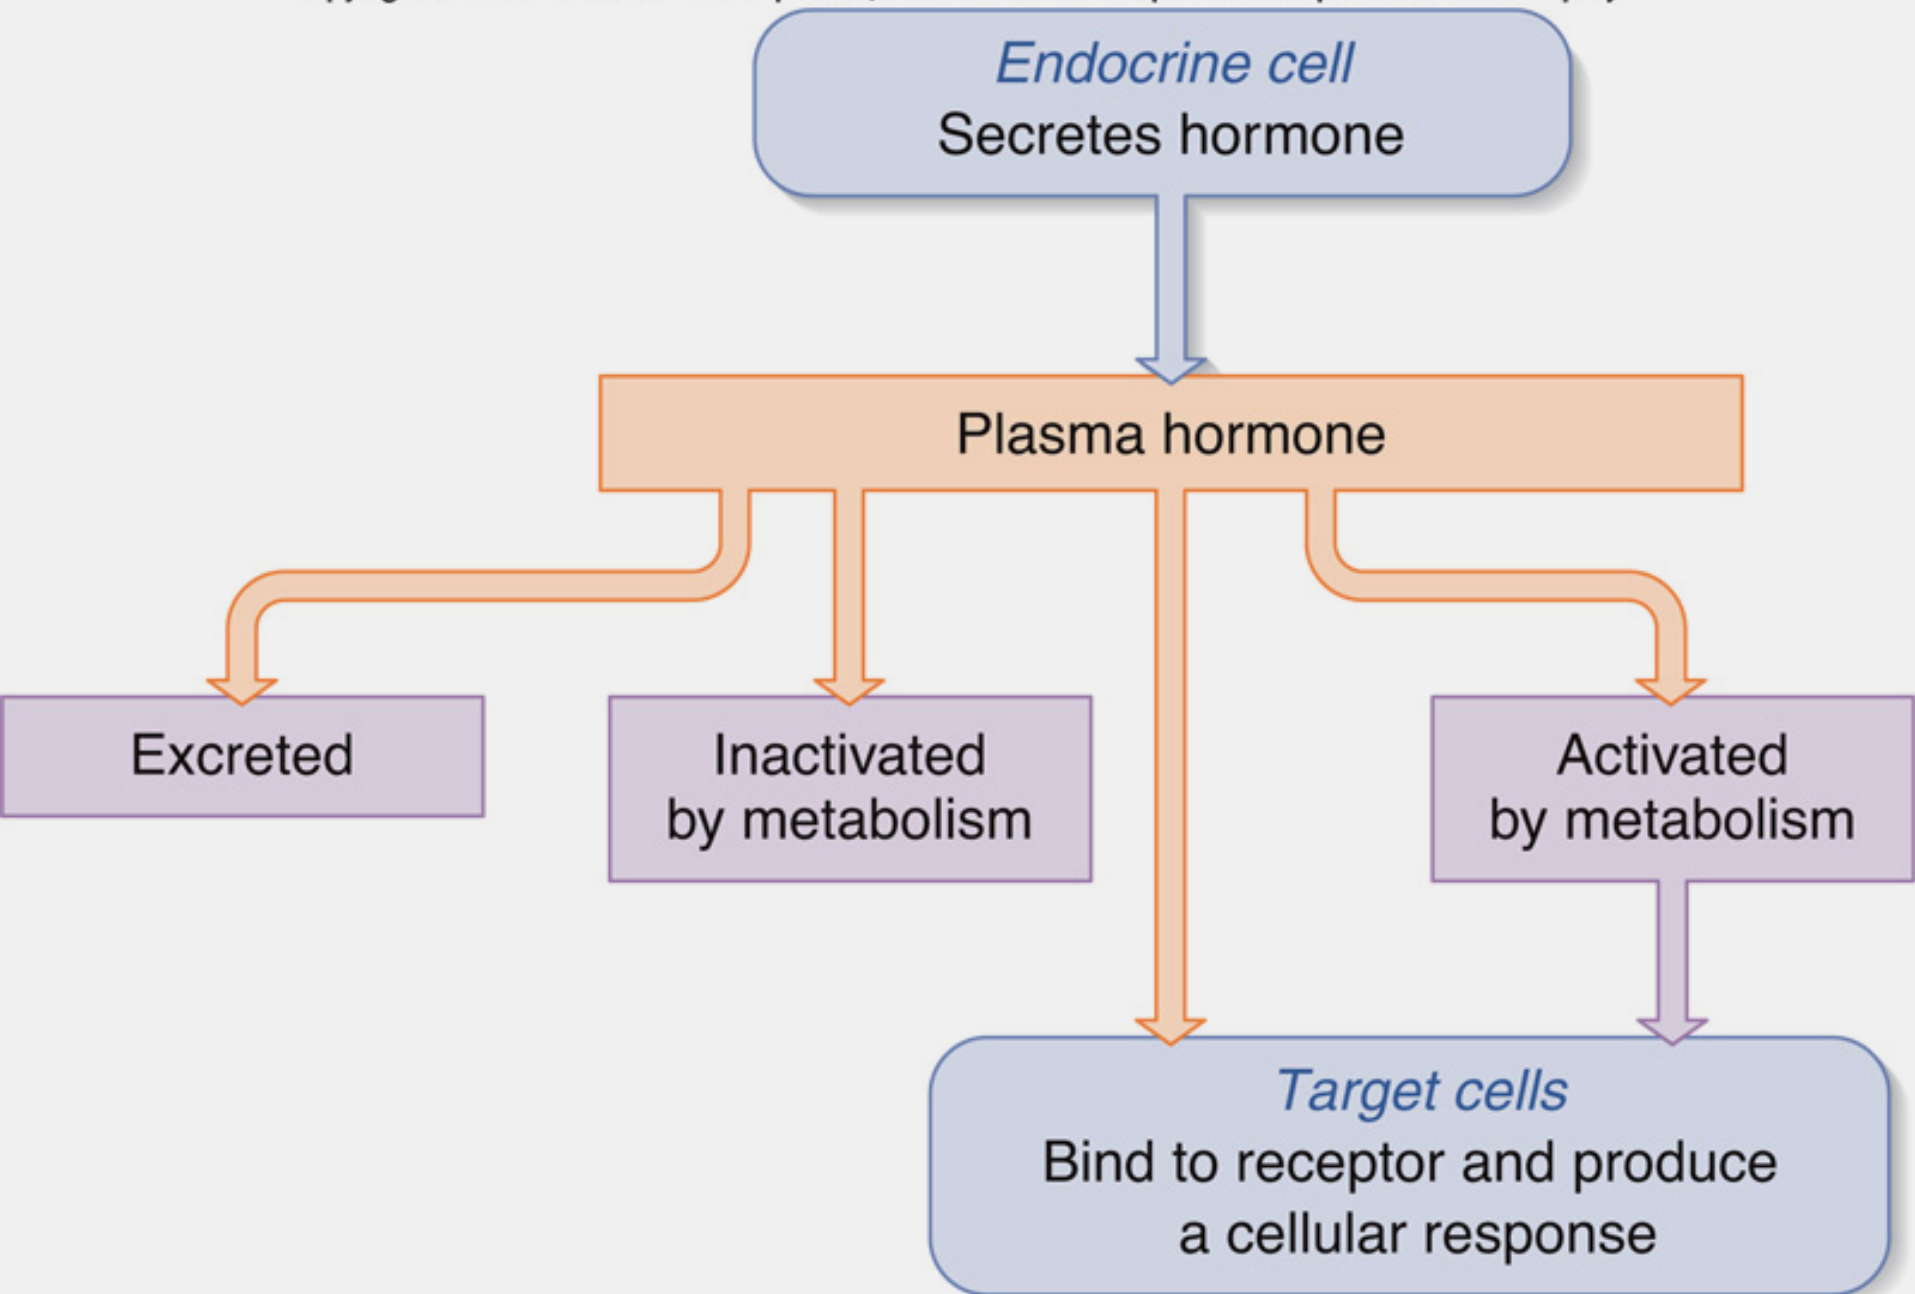 Endocrine cell
Secretes hormone
Plasma hormone
Excreted
Inactivated
by metabolism
Activated
by metabolism
Target cells
Bind to receptor and produce
a cellular response